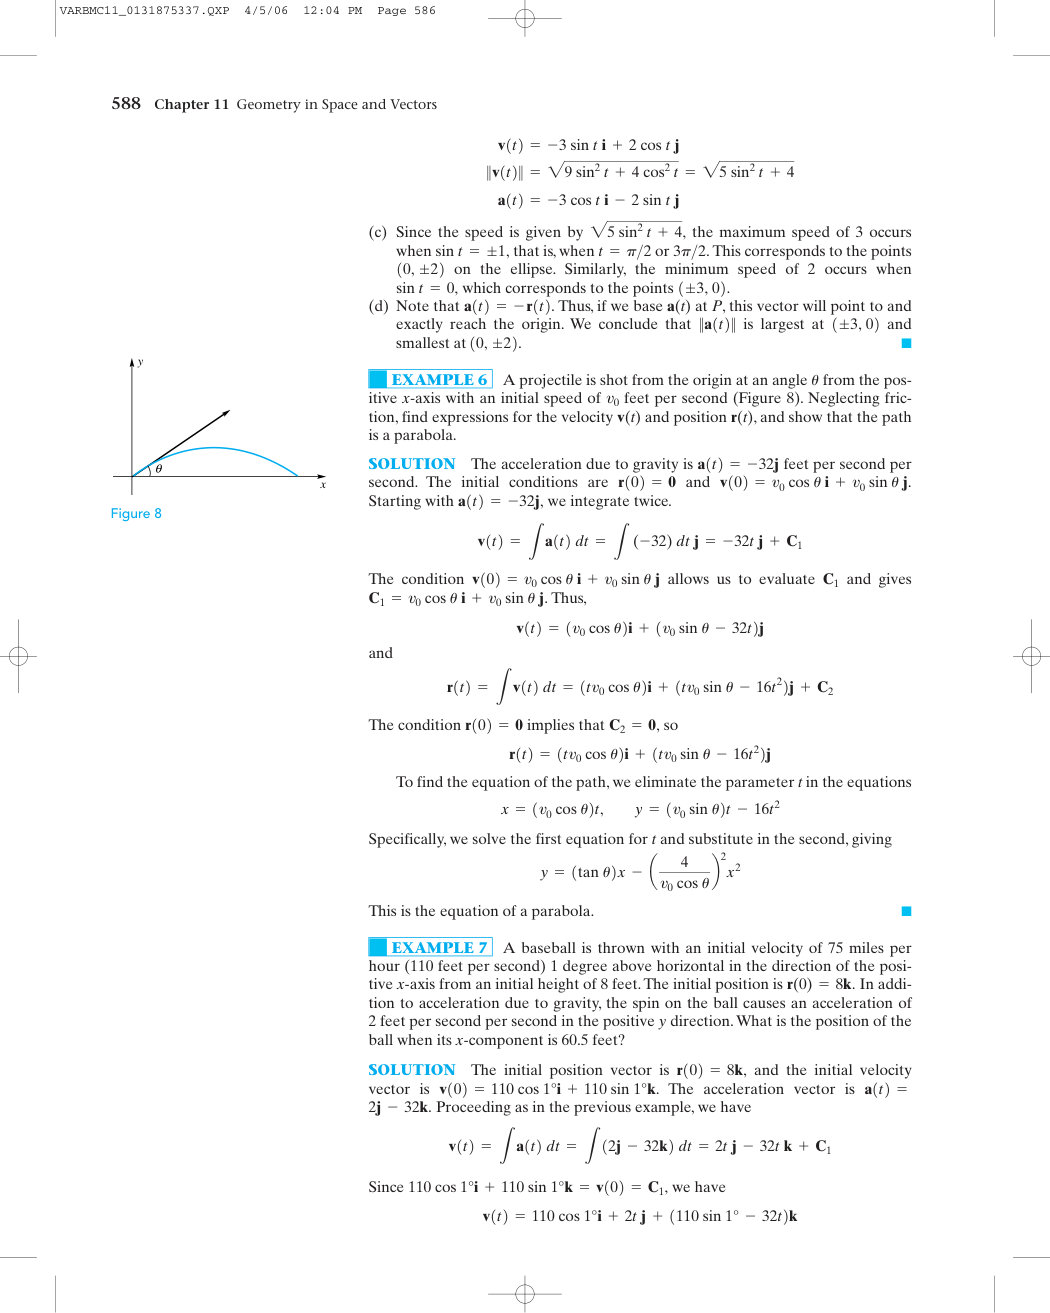 VARBMC11_0131875337.QXP 4/5/06 12:04 PM Page 586
588 Chapter 11 Geometry in Space and Vectors
v(t) = −3 sin t i + 2 cos t j
‖v(t)‖ = √(9 sin² t + 4 cos² t) = √(5 sin² t + 4)
a(t) = −3 cos t i − 2 sin t j
(c) Since the speed is given by √(5 sin² t + 4), the maximum speed of 3 occurs
when sin t = ±1, that is, when t = π/2 or 3π/2. This corresponds to the points
(0, ±2) on the ellipse. Similarly, the minimum speed of 2 occurs when
sin t = 0, which corresponds to the points (±3, 0).
(d) Note that a(t) = −r(t). Thus, if we base a(t) at P, this vector will point to and
exactly reach the origin. We conclude that ‖a(t)‖ is largest at (±3, 0) and
smallest at (0, ±2).
y
θ
x
Figure 8
EXAMPLE 6 A projectile is shot from the origin at an angle θ from the pos-
itive x-axis with an initial speed of v₀ feet per second (Figure 8). Neglecting fric-
tion, find expressions for the velocity v(t) and position r(t), and show that the path
is a parabola.
SOLUTION The acceleration due to gravity is a(t) = −32j feet per second per
second. The initial conditions are r(0) = 0 and v(0) = v₀ cos θ i + v₀ sin θ j.
Starting with a(t) = −32j, we integrate twice.
v(t) = ∫ a(t) dt = ∫ (−32) dt j = −32t j + C₁
The condition v(0) = v₀ cos θ i + v₀ sin θ j allows us to evaluate C₁ and gives
C₁ = v₀ cos θ i + v₀ sin θ j. Thus,
v(t) = (v₀ cos θ)i + (v₀ sin θ − 32t)j
and
r(t) = ∫ v(t) dt = (tv₀ cos θ)i + (tv₀ sin θ − 16t²)j + C₂
The condition r(0) = 0 implies that C₂ = 0, so
r(t) = (tv₀ cos θ)i + (tv₀ sin θ − 16t²)j
To find the equation of the path, we eliminate the parameter t in the equations
x = (v₀ cos θ)t, y = (v₀ sin θ)t − 16t²
Specifically, we solve the first equation for t and substitute in the second, giving
y = (tan θ)x − (4 / (v₀ cos θ))² x²
This is the equation of a parabola.
EXAMPLE 7 A baseball is thrown with an initial velocity of 75 miles per
hour (110 feet per second) 1 degree above horizontal in the direction of the posi-
tive x-axis from an initial height of 8 feet. The initial position is r(0) = 8k. In addi-
tion to acceleration due to gravity, the spin on the ball causes an acceleration of
2 feet per second per second in the positive y direction. What is the position of the
ball when its x-component is 60.5 feet?
SOLUTION The initial position vector is r(0) = 8k, and the initial velocity
vector is v(0) = 110 cos 1°i + 110 sin 1°k. The acceleration vector is a(t) =
2j − 32k. Proceeding as in the previous example, we have
v(t) = ∫ a(t) dt = ∫ (2j − 32k) dt = 2t j − 32t k + C₁
Since 110 cos 1°i + 110 sin 1°k = v(0) = C₁, we have
v(t) = 110 cos 1°i + 2t j + (110 sin 1° − 32t)k